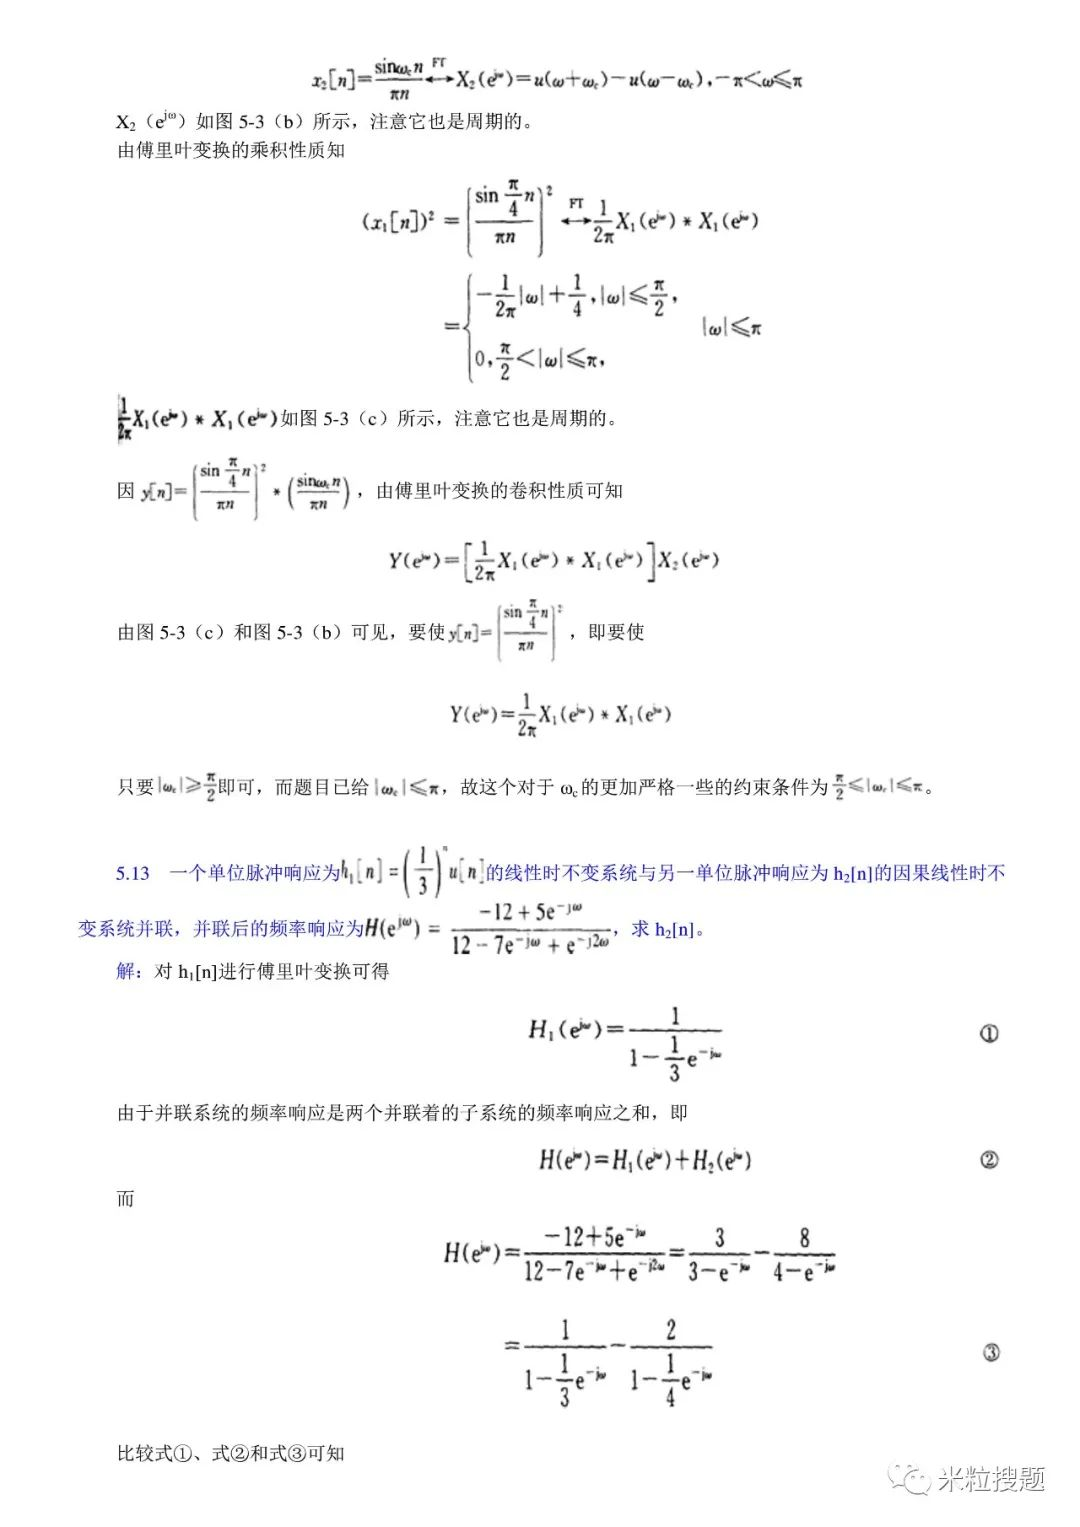 x₂[n]=sinω_c n/πn ←FT→ X₂(e^{jω})=u(ω+ω_c)−u(ω−ω_c),−π<ω≤π
X₂（e^{jω}）如图 5-3（b）所示，注意它也是周期的。
由傅里叶变换的乘积性质知
(x₁[n])² = [sin π/4 n / πn]² ←FT→ 1/2π X₁(e^{jω}) * X₁(e^{jω})
= { −1/2π |ω|+1/4,|ω|≤π/2,
|ω|≤π
0,π/2<|ω|≤π,
1/2π X₁(e^{jω}) * X₁(e^{jω})如图 5-3（c）所示，注意它也是周期的。
因 y[n]=[sin π/4 n / πn]² * (sinω_c n / πn)，由傅里叶变换的卷积性质可知
Y(e^{jω})=[1/2π X₁(e^{jω}) * X₁(e^{jω})]X₂(e^{jω})
由图 5-3（c）和图 5-3（b）可见，要使y[n]=[sin π/4 n / πn]²，即要使
Y(e^{jω})=1/2π X₁(e^{jω}) * X₁(e^{jω})
只要|ω_c|≥π/2即可，而题目已给|ω_c|≤π，故这个对于 ω_c的更加严格一些的约束条件为π/2≤|ω_c|≤π。
5.13 一个单位脉冲响应为h₁[n]=(1/3)ⁿu[n]的线性时不变系统与另一单位脉冲响应为 h₂[n]的因果线性时不
变系统并联，并联后的频率响应为H(e^{jω}) = (−12+5e^{−jω})/(12−7e^{−jω}+e^{−j2ω})，求 h₂[n]。
解：对 h₁[n]进行傅里叶变换可得
H₁(e^{jω})=1/(1−1/3 e^{−jω}) ①
由于并联系统的频率响应是两个并联着的子系统的频率响应之和，即
H(e^{jω})=H₁(e^{jω})+H₂(e^{jω}) ②
而
H(e^{jω})=(−12+5e^{−jω})/(12−7e^{−jω}+e^{−j2ω})=3/(3−e^{−jω})−8/(4−e^{−jω})
=1/(1−1/3 e^{−jω})−2/(1−1/4 e^{−jω}) ③
比较式①、式②和式③可知
米粒搜题